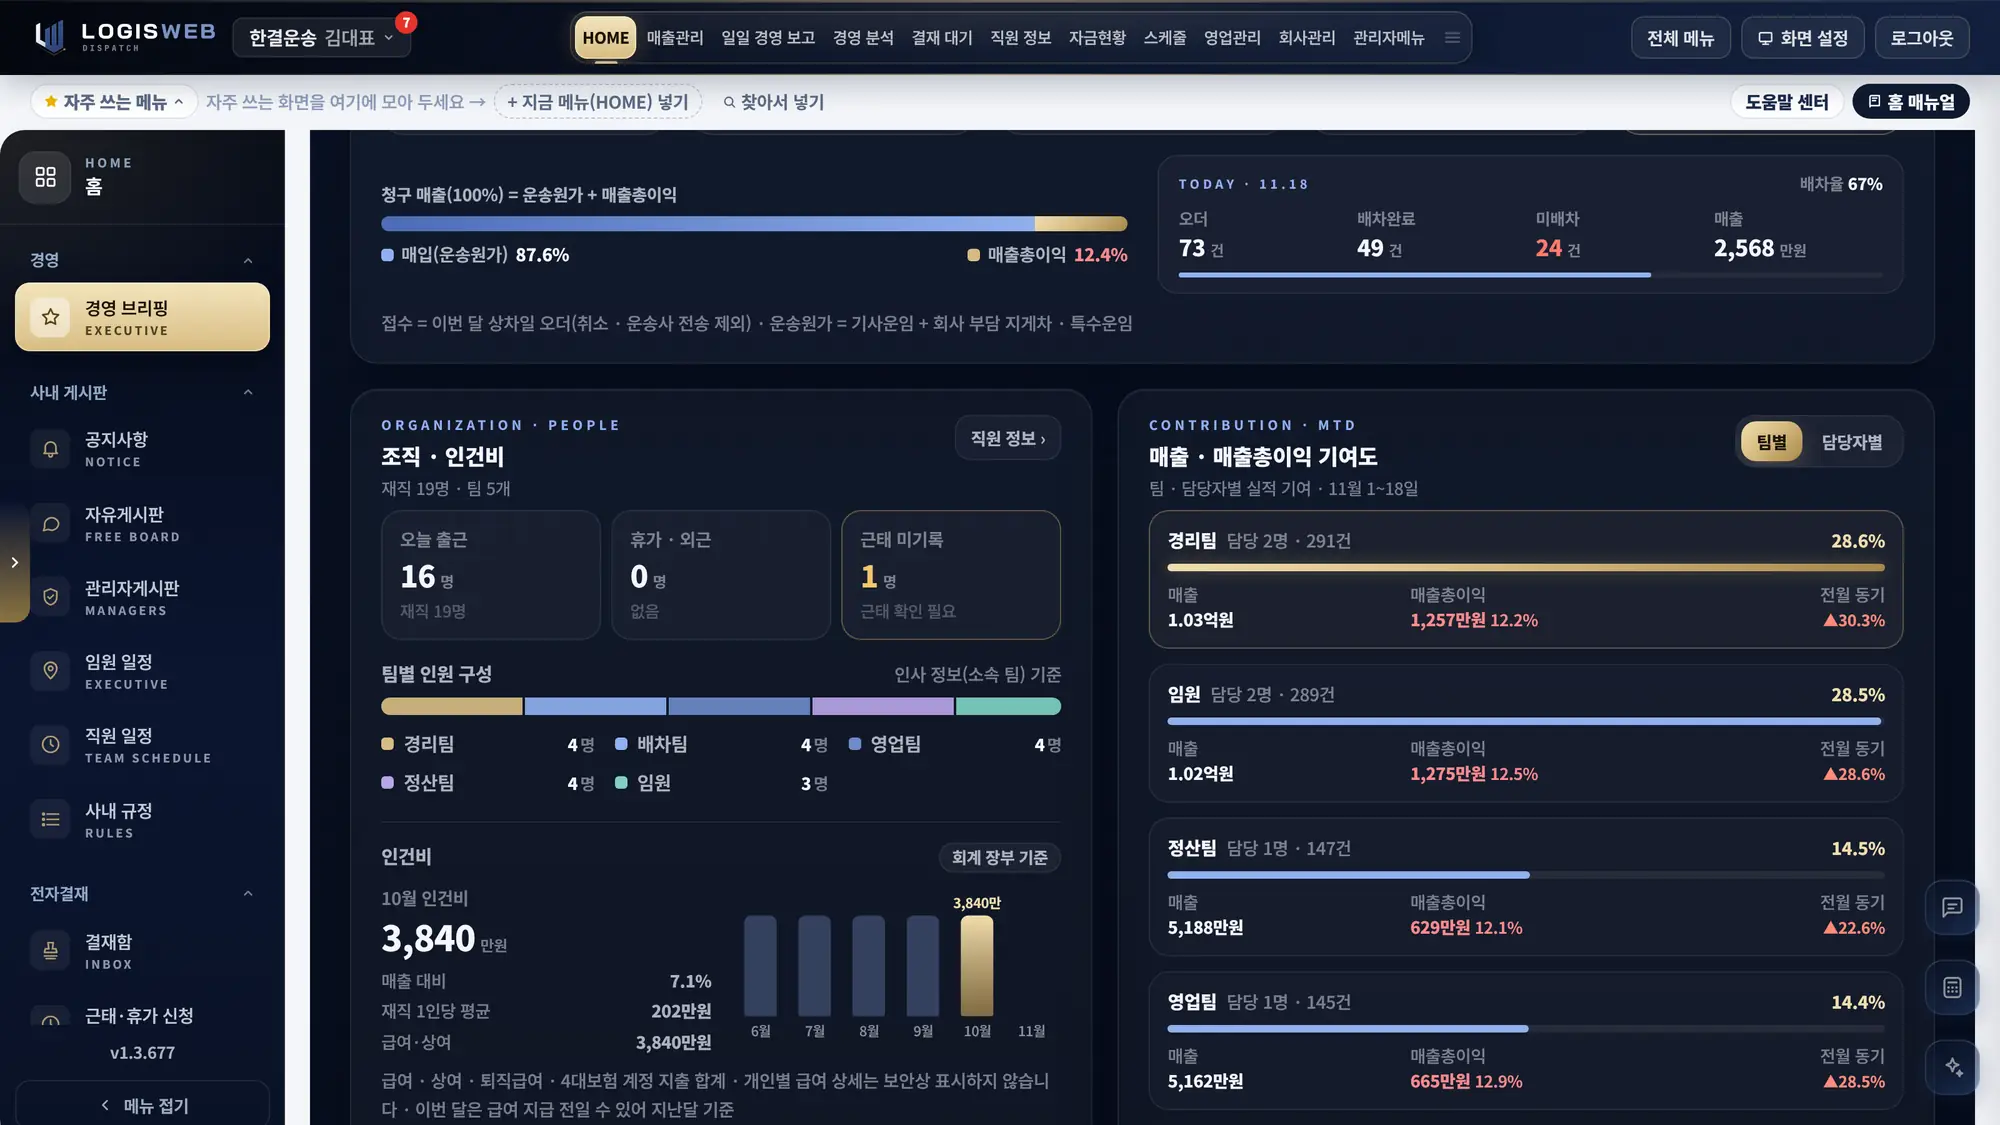 LOGISWEB
DISPATCH
한결운송 김대표
7
HOME
매출관리
일일 경영 보고
경영 분석
결재 대기
직원 정보
자금현황
스케줄
영업관리
회사관리
관리자메뉴
전체 메뉴
화면 설정
로그아웃
자주 쓰는 메뉴
자주 쓰는 화면을 여기에 모아 두세요 →
+ 지금 메뉴(HOME) 넣기
찾아서 넣기
도움말 센터
홈 매뉴얼
HOME
홈
경영
경영 브리핑
EXECUTIVE
사내 게시판
공지사항
NOTICE
자유게시판
FREE BOARD
관리자게시판
MANAGERS
임원 일정
EXECUTIVE
직원 일정
TEAM SCHEDULE
사내 규정
RULES
전자결재
결재함
INBOX
근태·휴가 신청
v1.3.677
메뉴 접기
청구 매출(100%) = 운송원가 + 매출총이익
매입(운송원가) 87.6%
매출총이익 12.4%
접수 = 이번 달 상차일 오더(취소 · 운송사 전송 제외) · 운송원가 = 기사운임 + 회사 부담 지게차 · 특수운임
TODAY · 11.18
배차율 67%
오더
배차완료
미배차
매출
73 건
49 건
24 건
2,568 만원
ORGANIZATION · PEOPLE
조직 · 인건비
재직 19명 · 팀 5개
직원 정보 ›
오늘 출근
16 명
재직 19명
휴가 · 외근
0 명
없음
근태 미기록
1 명
근태 확인 필요
팀별 인원 구성
인사 정보(소속 팀) 기준
경리팀 4명
배차팀 4명
영업팀 4명
정산팀 4명
임원 3명
인건비
회계 장부 기준
10월 인건비
3,840 만원
매출 대비 7.1%
재직 1인당 평균 202만원
급여·상여 3,840만원
3,840만
6월
7월
8월
9월
10월
11월
급여 · 상여 · 퇴직급여 · 4대보험 계정 지출 합계 · 개인별 급여 상세는 보안상 표시하지 않습니
다 · 이번 달은 급여 지급 전일 수 있어 지난달 기준
CONTRIBUTION · MTD
매출 · 매출총이익 기여도
팀 · 담당자별 실적 기여 · 11월 1~18일
팀별
담당자별
경리팀 담당 2명 · 291건
28.6%
매출
매출총이익
전월 동기
1.03억원
1,257만원 12.2%
▲30.3%
임원 담당 2명 · 289건
28.5%
매출
매출총이익
전월 동기
1.02억원
1,275만원 12.5%
▲28.6%
정산팀 담당 1명 · 147건
14.5%
매출
매출총이익
전월 동기
5,188만원
629만원 12.1%
▲22.6%
영업팀 담당 1명 · 145건
14.4%
매출
매출총이익
전월 동기
5,162만원
665만원 12.9%
▲28.5%